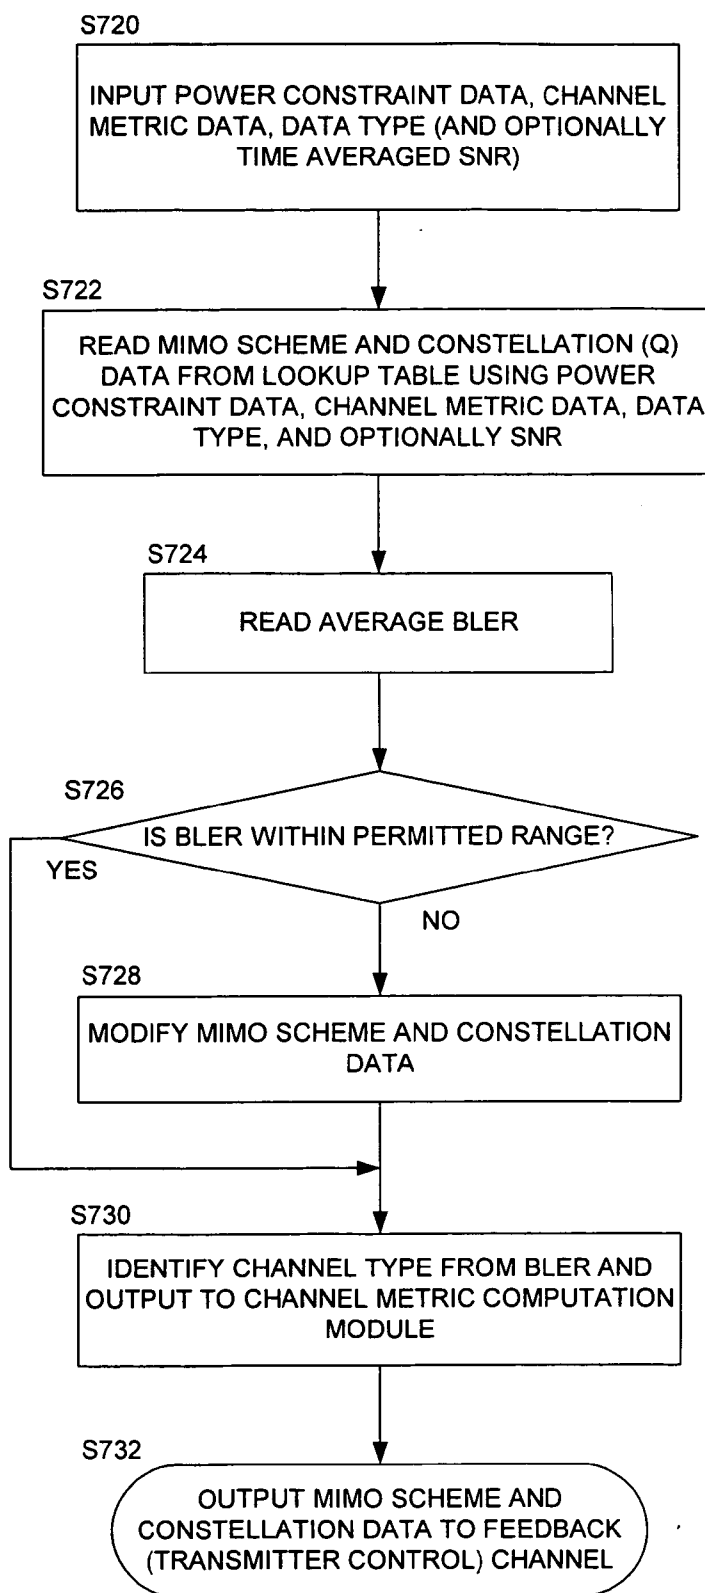 S720
INPUT POWER CONSTRAINT DATA, CHANNEL
METRIC DATA, DATA TYPE (AND OPTIONALLY
TIME AVERAGED SNR)
S722
READ MIMO SCHEME AND CONSTELLATION (Q)
DATA FROM LOOKUP TABLE USING POWER
CONSTRAINT DATA, CHANNEL METRIC DATA, DATA
TYPE, AND OPTIONALLY SNR
S724
READ AVERAGE BLER
S726
IS BLER WITHIN PERMITTED RANGE?
YES
NO
S728
MODIFY MIMO SCHEME AND CONSTELLATION
DATA
S730
IDENTIFY CHANNEL TYPE FROM BLER AND
OUTPUT TO CHANNEL METRIC COMPUTATION
MODULE
S732
OUTPUT MIMO SCHEME AND
CONSTELLATION DATA TO FEEDBACK
(TRANSMITTER CONTROL) CHANNEL